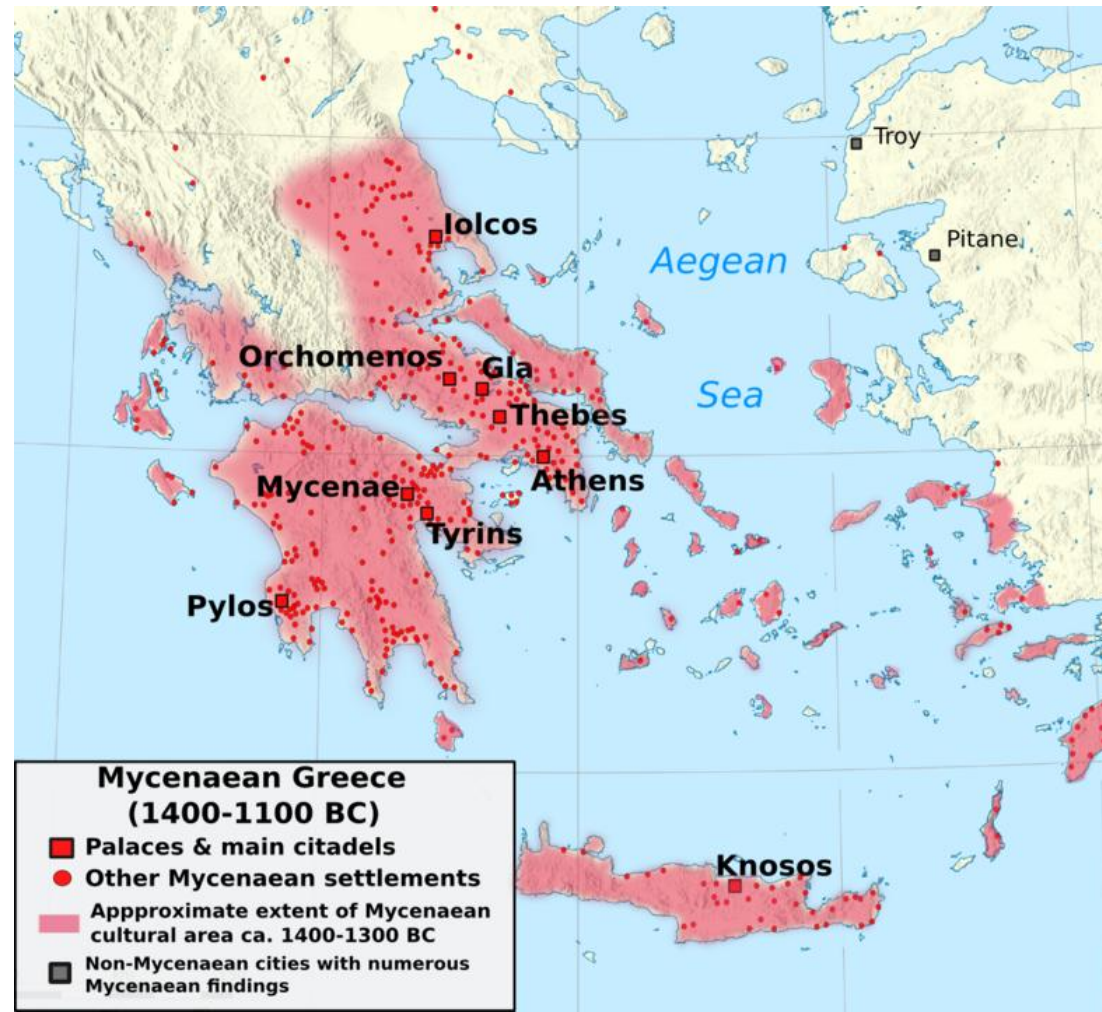 Troy
Iolcos
Pitane
Aegean
Orchomenos
Gla
Sea
Thebes
Athens
Mycenae
Tyrins
Pylos
Mycenaean Greece
(1400-1100 BC)
Palaces & main citadels
Other Mycenaean settlements
Appproximate extent of Mycenaean
cultural area ca. 1400-1300 BC
Non-Mycenaean cities with numerous
Mycenaean findings
Knosos